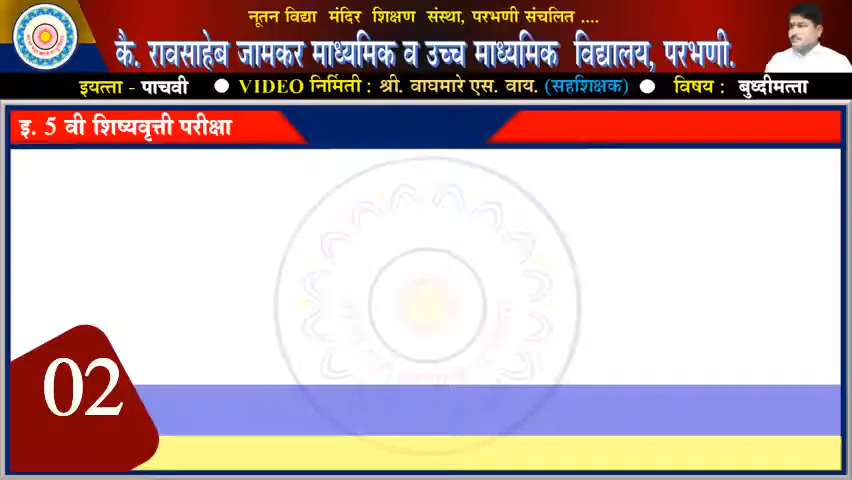 नूतन विद्या मंदिर शिक्षण संस्था, परभणी संचलित ....
कै. रावसाहेब जामकर माध्यमिक व उच्च माध्यमिक विद्यालय, परभणी.
इयत्ता - पाचवी ● VIDEO निर्मिती : श्री. वाघमारे एस. वाय. (सहशिक्षक) ● विषय : बुध्दीमत्ता
इ. 5 वी शिष्यवृत्ती परीक्षा
02